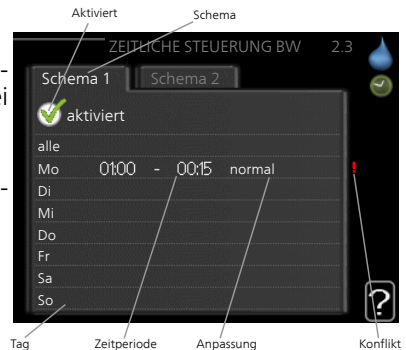 Aktiviert Schema
ZEITLICHE STEUERUNG BW 2.3
Schema 1 Schema 2
aktiviert
alle
Mo 01:00 - 00:15 normal !
Di
Mi
Do
Fr
Sa
So
?
Tag Zeitperiode Anpassung Konflikt
-
ei
-